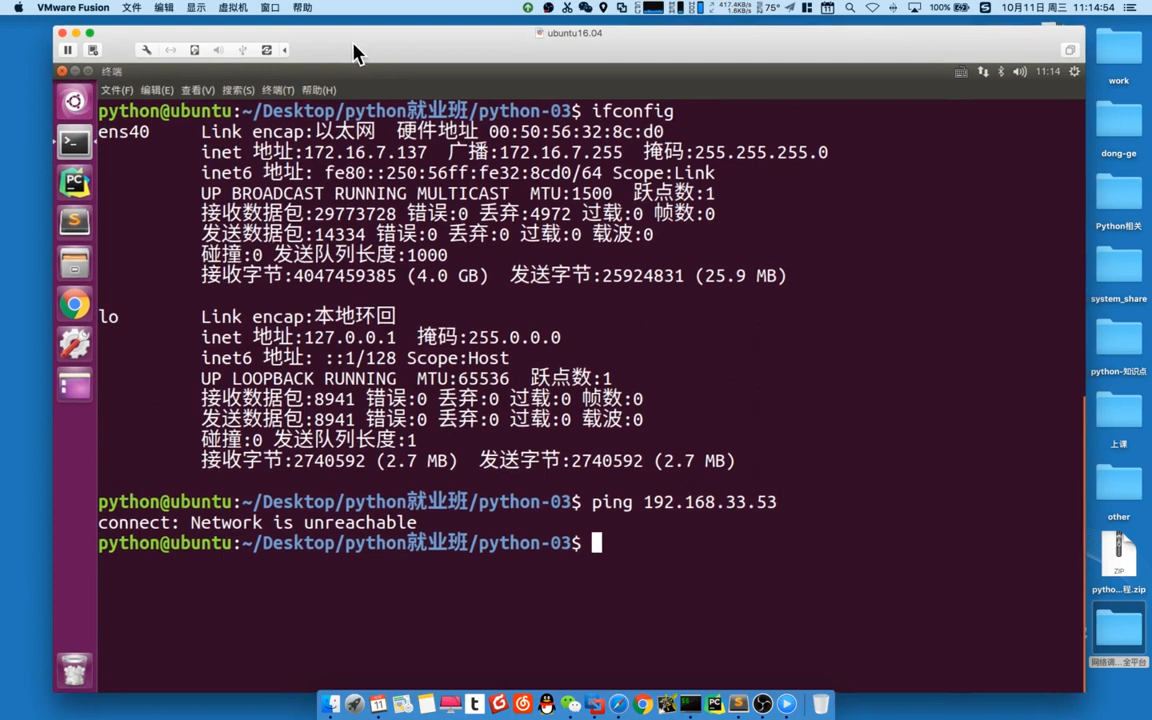 VMware Fusion 文件 编辑 显示 虚拟机 窗口 帮助 417.4KB/s 1.6KB/s 75° 100% 10月11日 周三 11:14:54
ubuntu16.04
终端 11:14
文件(F) 编辑(E) 查看(V) 搜索(S) 终端(T) 帮助(H)
python@ubuntu:~/Desktop/python就业班/python-03$ ifconfig
ens40 Link encap:以太网 硬件地址 00:50:56:32:8c:d0
inet 地址:172.16.7.137 广播:172.16.7.255 掩码:255.255.255.0
inet6 地址: fe80::250:56ff:fe32:8cd0/64 Scope:Link
UP BROADCAST RUNNING MULTICAST MTU:1500 跃点数:1
接收数据包:29773728 错误:0 丢弃:4972 过载:0 帧数:0
发送数据包:14334 错误:0 丢弃:0 过载:0 载波:0
碰撞:0 发送队列长度:1000
接收字节:4047459385 (4.0 GB) 发送字节:25924831 (25.9 MB)
lo Link encap:本地环回
inet 地址:127.0.0.1 掩码:255.0.0.0
inet6 地址: ::1/128 Scope:Host
UP LOOPBACK RUNNING MTU:65536 跃点数:1
接收数据包:8941 错误:0 丢弃:0 过载:0 帧数:0
发送数据包:8941 错误:0 丢弃:0 过载:0 载波:0
碰撞:0 发送队列长度:1
接收字节:2740592 (2.7 MB) 发送字节:2740592 (2.7 MB)
python@ubuntu:~/Desktop/python就业班/python-03$ ping 192.168.33.53
connect: Network is unreachable
python@ubuntu:~/Desktop/python就业班/python-03$
work
dong-ge
Python相关
system_share
python-知识点
上课
other
ZIP
pytho...程.zip
网络调...全平台